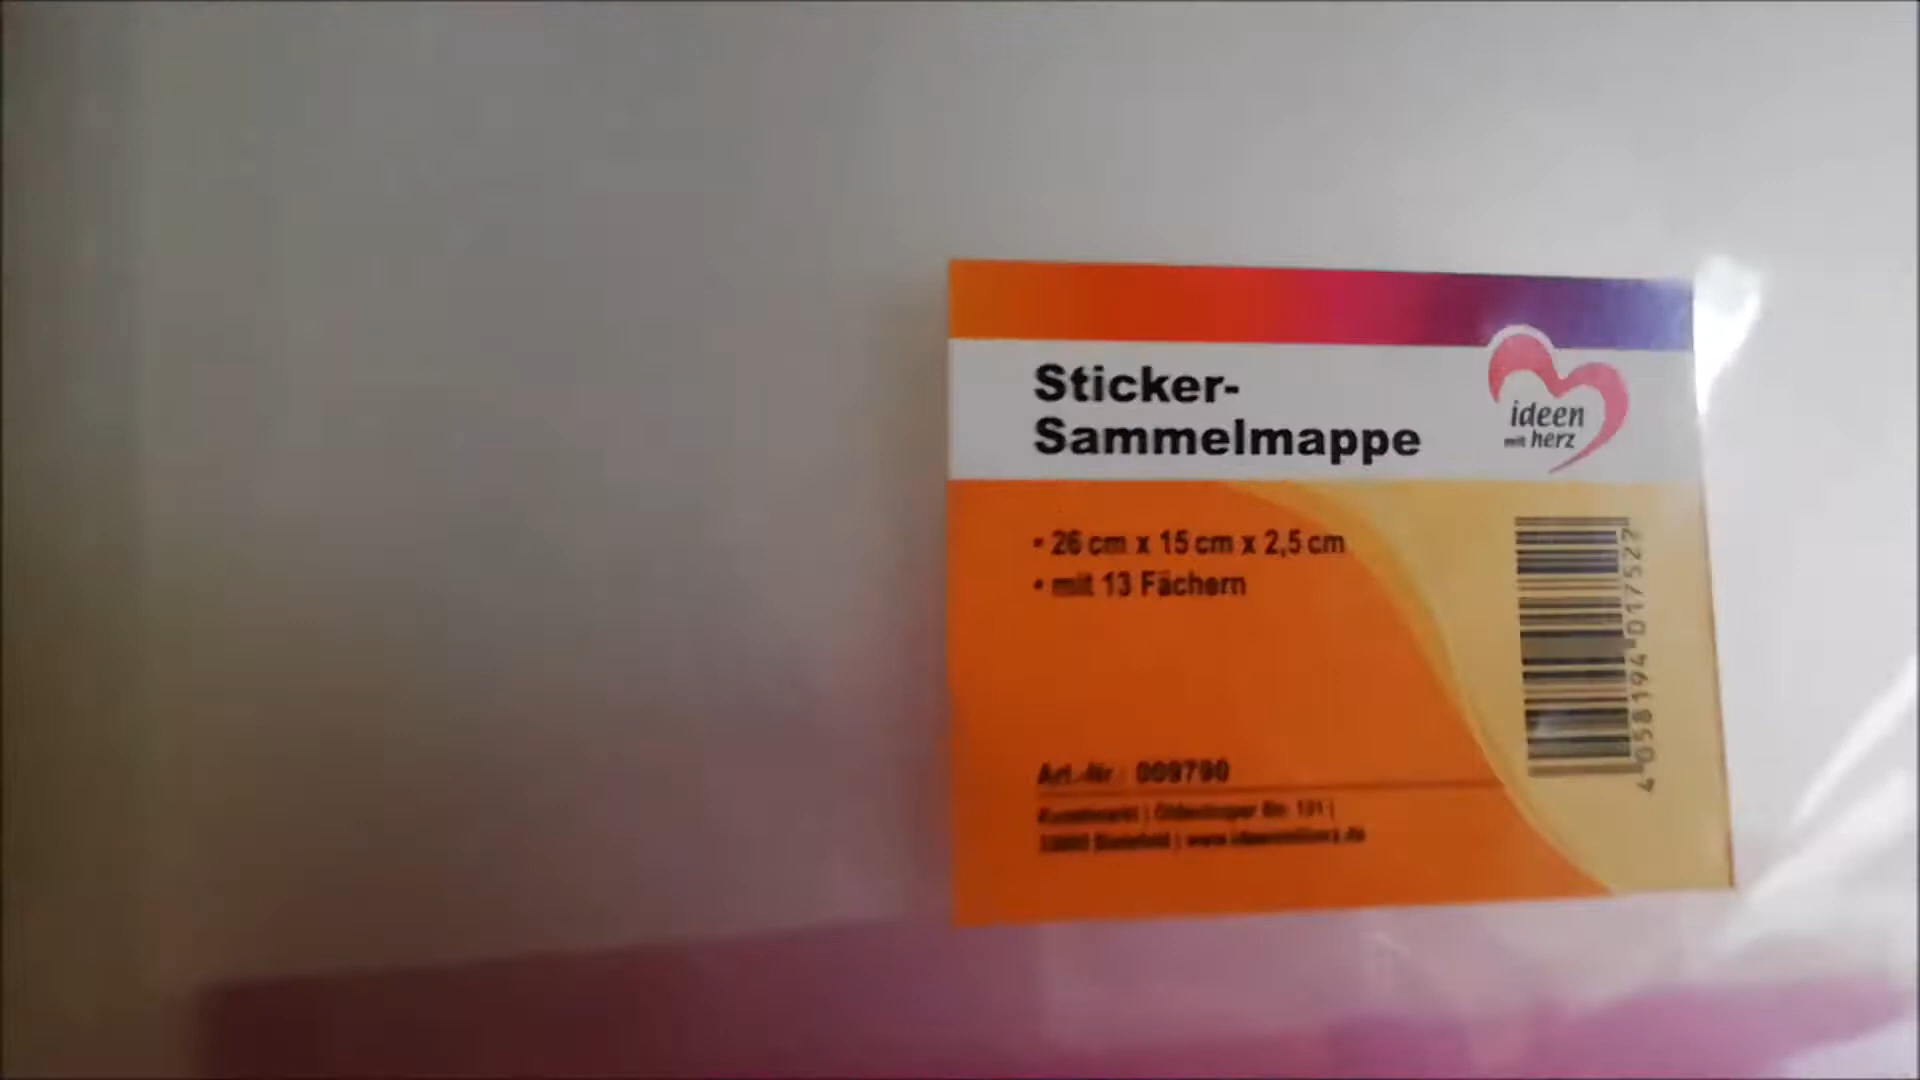 Sticker-
Sammelmappe
ideen
mit herz
• 26 cm x 15 cm x 2,5 cm
• mit 13 Fächern
4 058194 017527
Art.-Nr.: 009790